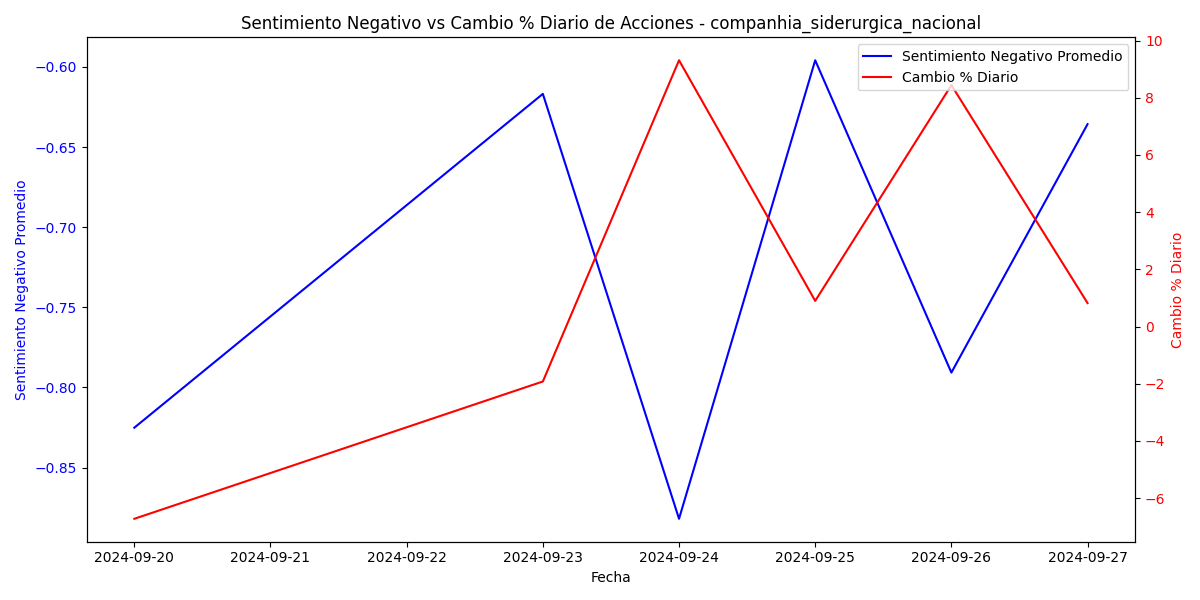 Sentimiento Negativo vs Cambio % Diario de Acciones - companhia_siderurgica_nacional
Sentimiento Negativo Promedio
Cambio % Diario
−0.60
−0.65
−0.70
−0.75
−0.80
−0.85
Sentimiento Negativo Promedio
10
8
6
4
2
0
−2
−4
−6
Cambio % Diario
2024-09-20 2024-09-21 2024-09-22 2024-09-23 2024-09-24 2024-09-25 2024-09-26 2024-09-27
Fecha